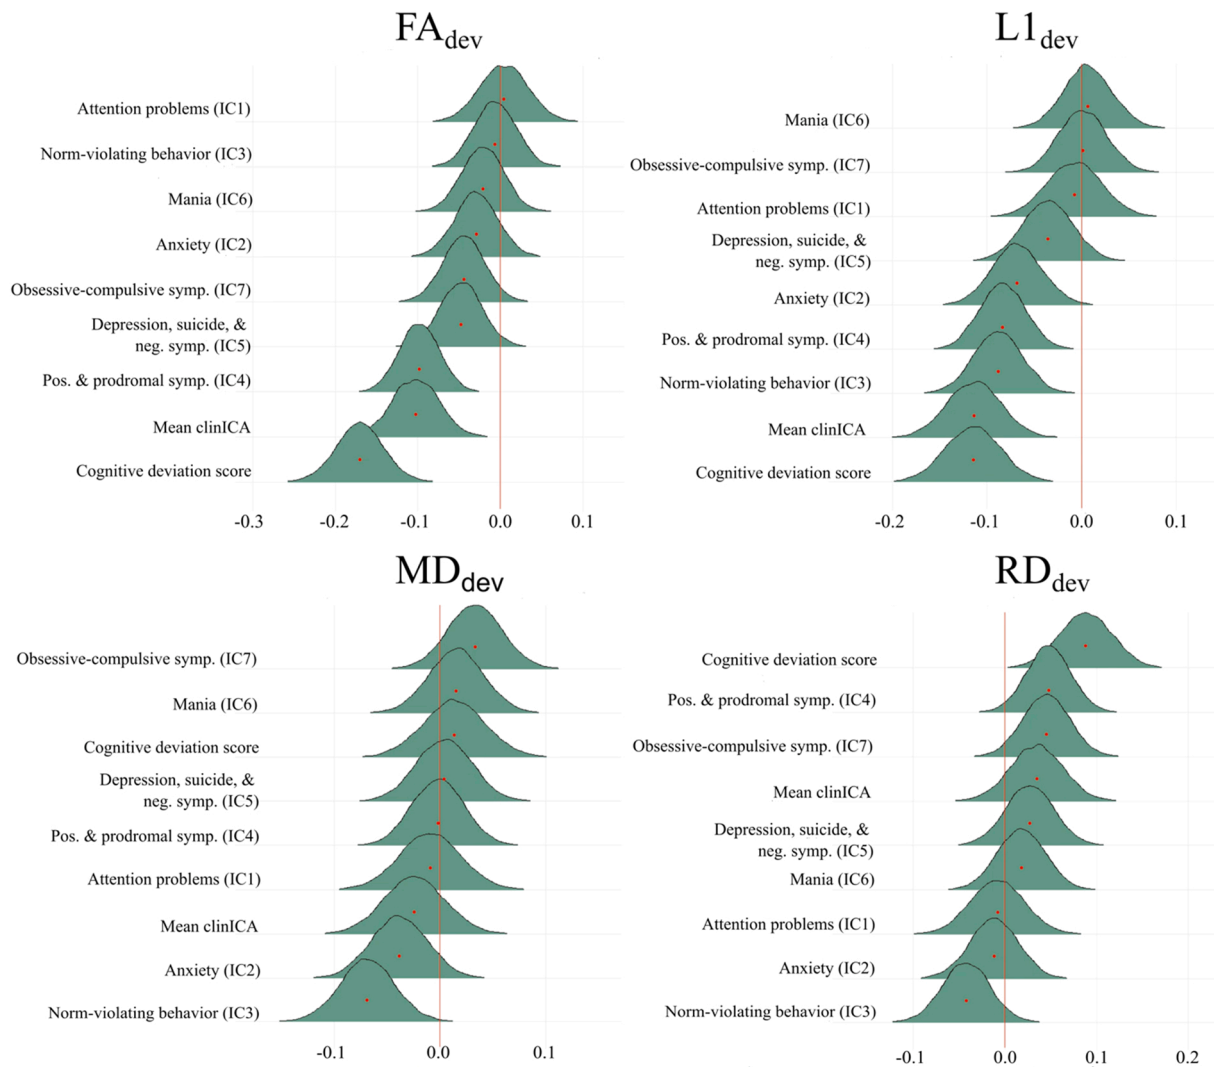 FAdev
Attention problems (IC1)
Norm-violating behavior (IC3)
Mania (IC6)
Anxiety (IC2)
Obsessive-compulsive symp. (IC7)
Depression, suicide, &
neg. symp. (IC5)
Pos. & prodromal symp. (IC4)
Mean clinICA
Cognitive deviation score
-0.3 -0.2 -0.1 0.0 0.1
L1dev
Mania (IC6)
Obsessive-compulsive symp. (IC7)
Attention problems (IC1)
Depression, suicide, &
neg. symp. (IC5)
Anxiety (IC2)
Pos. & prodromal symp. (IC4)
Norm-violating behavior (IC3)
Mean clinICA
Cognitive deviation score
-0.2 -0.1 0.0 0.1
MDdev
Obsessive-compulsive symp. (IC7)
Mania (IC6)
Cognitive deviation score
Depression, suicide, &
neg. symp. (IC5)
Pos. & prodromal symp. (IC4)
Attention problems (IC1)
Mean clinICA
Anxiety (IC2)
Norm-violating behavior (IC3)
-0.1 0.0 0.1
RDdev
Cognitive deviation score
Pos. & prodromal symp. (IC4)
Obsessive-compulsive symp. (IC7)
Mean clinICA
Depression, suicide, &
neg. symp. (IC5)
Mania (IC6)
Attention problems (IC1)
Anxiety (IC2)
Norm-violating behavior (IC3)
-0.1 0.0 0.1 0.2